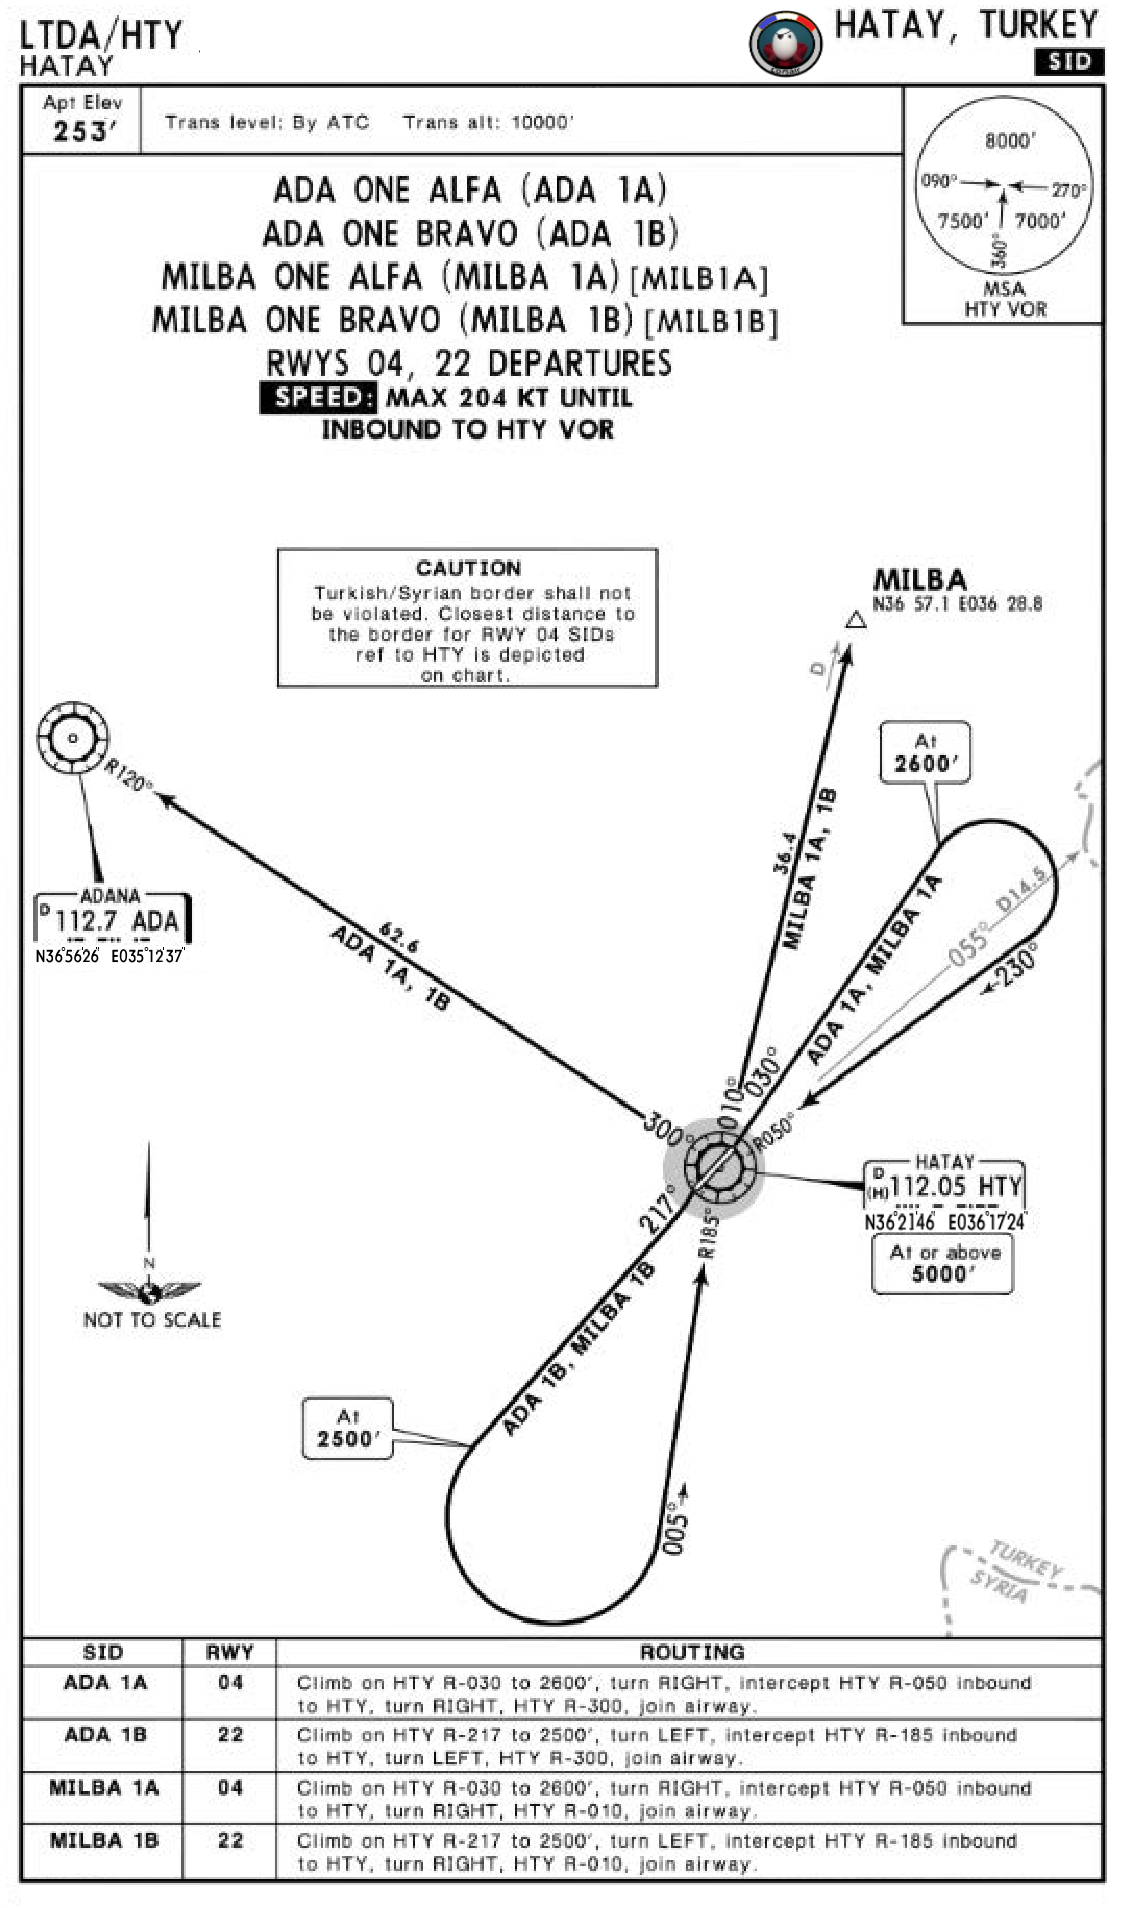 LTDA/HTY
HATAY
HATAY, TURKEY
SID
Apt Elev
253'
Trans level: By ATC Trans alt: 10000'
8000'
090° 270°
7500' 7000'
360°
MSA
HTY VOR
ADA ONE ALFA (ADA 1A)
ADA ONE BRAVO (ADA 1B)
MILBA ONE ALFA (MILBA 1A) [MILB1A]
MILBA ONE BRAVO (MILBA 1B) [MILB1B]
RWYS 04, 22 DEPARTURES
SPEED: MAX 204 KT UNTIL
INBOUND TO HTY VOR
CAUTION
Turkish/Syrian border shall not
be violated. Closest distance to
the border for RWY 04 SIDs
ref to HTY is depicted
on chart.
MILBA
N36 57.1 E036 28.8
D
At
2600'
R120°
ADANA
D 112.7 ADA
N36°56'26" E035°12'37"
62.6
ADA 1A, 1B
36.4
MILBA 1A, 1B
ADA 1A, MILBA 1A
055° D14.5
230°
300°
010°
030°
R050°
217°
R185°
HATAY
D
(H) 112.05 HTY
N36°21'46" E036°17'24"
At or above
5000'
N
NOT TO SCALE
ADA 1B, MILBA 1B
At
2500'
005°
TURKEY
SYRIA
SID RWY ROUTING
ADA 1A 04 Climb on HTY R-030 to 2600', turn RIGHT, intercept HTY R-050 inbound
to HTY, turn RIGHT, HTY R-300, join airway.
ADA 1B 22 Climb on HTY R-217 to 2500', turn LEFT, intercept HTY R-185 inbound
to HTY, turn LEFT, HTY R-300, join airway.
MILBA 1A 04 Climb on HTY R-030 to 2600', turn RIGHT, intercept HTY R-050 inbound
to HTY, turn RIGHT, HTY R-010, join airway.
MILBA 1B 22 Climb on HTY R-217 to 2500', turn LEFT, intercept HTY R-185 inbound
to HTY, turn RIGHT, HTY R-010, join airway.